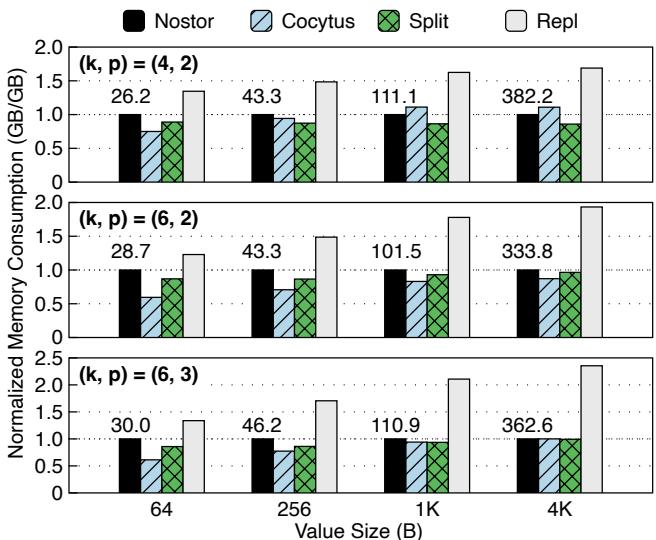 Nostor Cocytus Split Repl
Normalized Memory Consumption (GB/GB)
2.0
(k, p) = (4, 2)
1.5
26.2 43.3 111.1 382.2
1.0
0.5
0
2.0
(k, p) = (6, 2)
1.5
28.7 43.3 101.5 333.8
1.0
0.5
0
2.5
(k, p) = (6, 3)
2.0
1.5
30.0 46.2 110.9 362.6
1.0
0.5
0
64 256 1K 4K
Value Size (B)